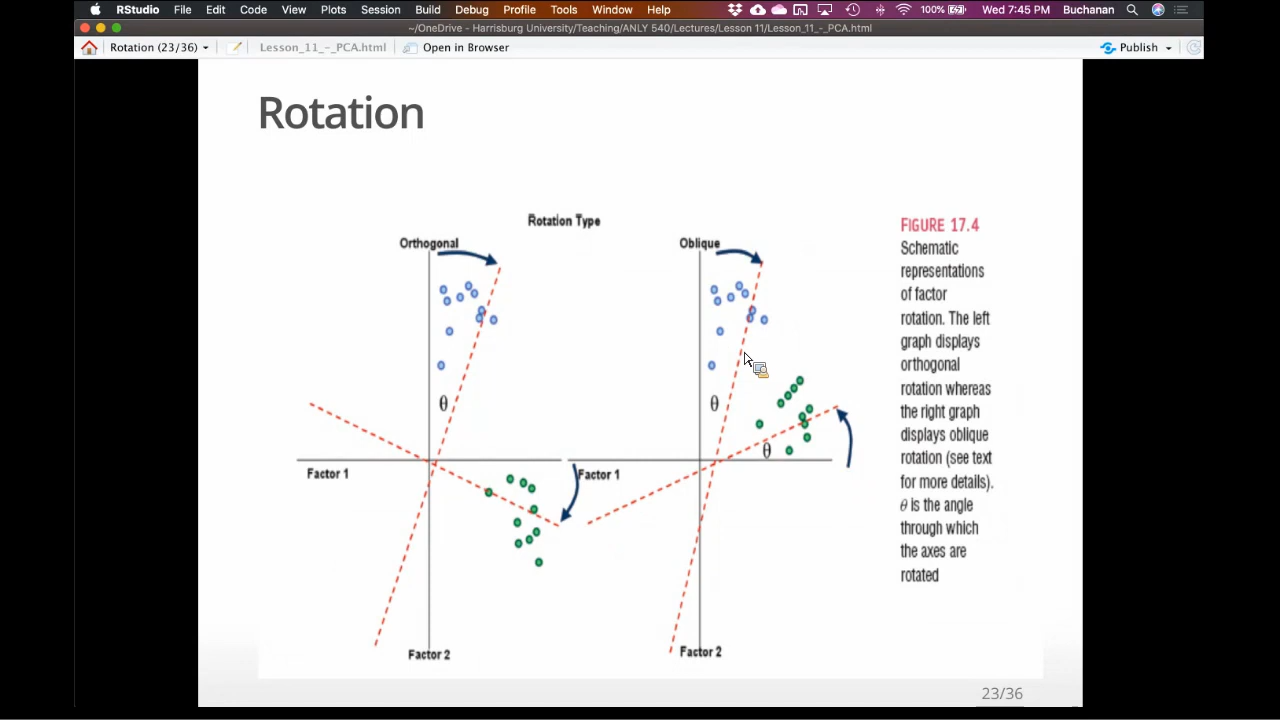 RStudio File Edit Code View Plots Session Build Debug Profile Tools Window Help 100% Wed 7:45 PM Buchanan
~/OneDrive - Harrisburg University/Teaching/ANLY 540/Lectures/Lesson 11/Lesson_11_-_PCA.html
Rotation (23/36) Lesson_11_-_PCA.html Open in Browser Publish
Rotation
Rotation Type
Orthogonal
Oblique
θ
θ
θ
Factor 1
Factor 1
Factor 2
Factor 2
FIGURE 17.4
Schematic
representations
of factor
rotation. The left
graph displays
orthogonal
rotation whereas
the right graph
displays oblique
rotation (see text
for more details).
θ is the angle
through which
the axes are
rotated
23/36